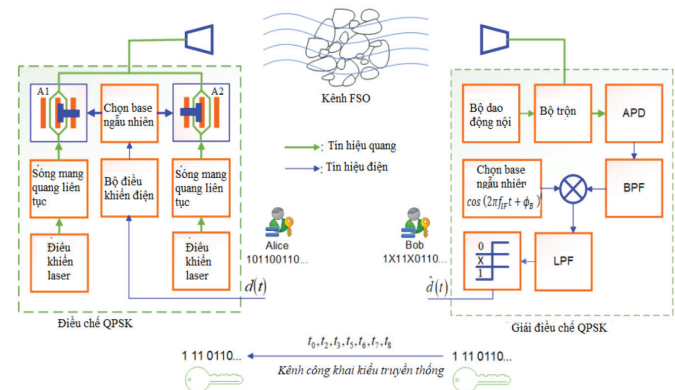 Kênh FSO
A1
Chọn base
ngẫu nhiên
A2
Sóng mang
quang liên
tục
Bộ điều
khiển điện
Sóng mang
quang liên
tục
Điều
khiển
laser
Điều
khiển
laser
Điều chế QPSK
: Tín hiệu quang
: Tín hiệu điện
Alice
101100110...
d(t)
Bob
1X11X0110...
d̂(t)
Bộ dao
động nội
Bộ trộn
APD
Chọn base
ngẫu nhiên
cos (2πf_IF t + ϕ_B)
BPF
0
X
1
LPF
Giải điều chế QPSK
1 11 0110...
t₀, t₂, t₃, t₅, t₆, t₇, t₈
Kênh công khai kiểu truyền thống
1 11 0110...